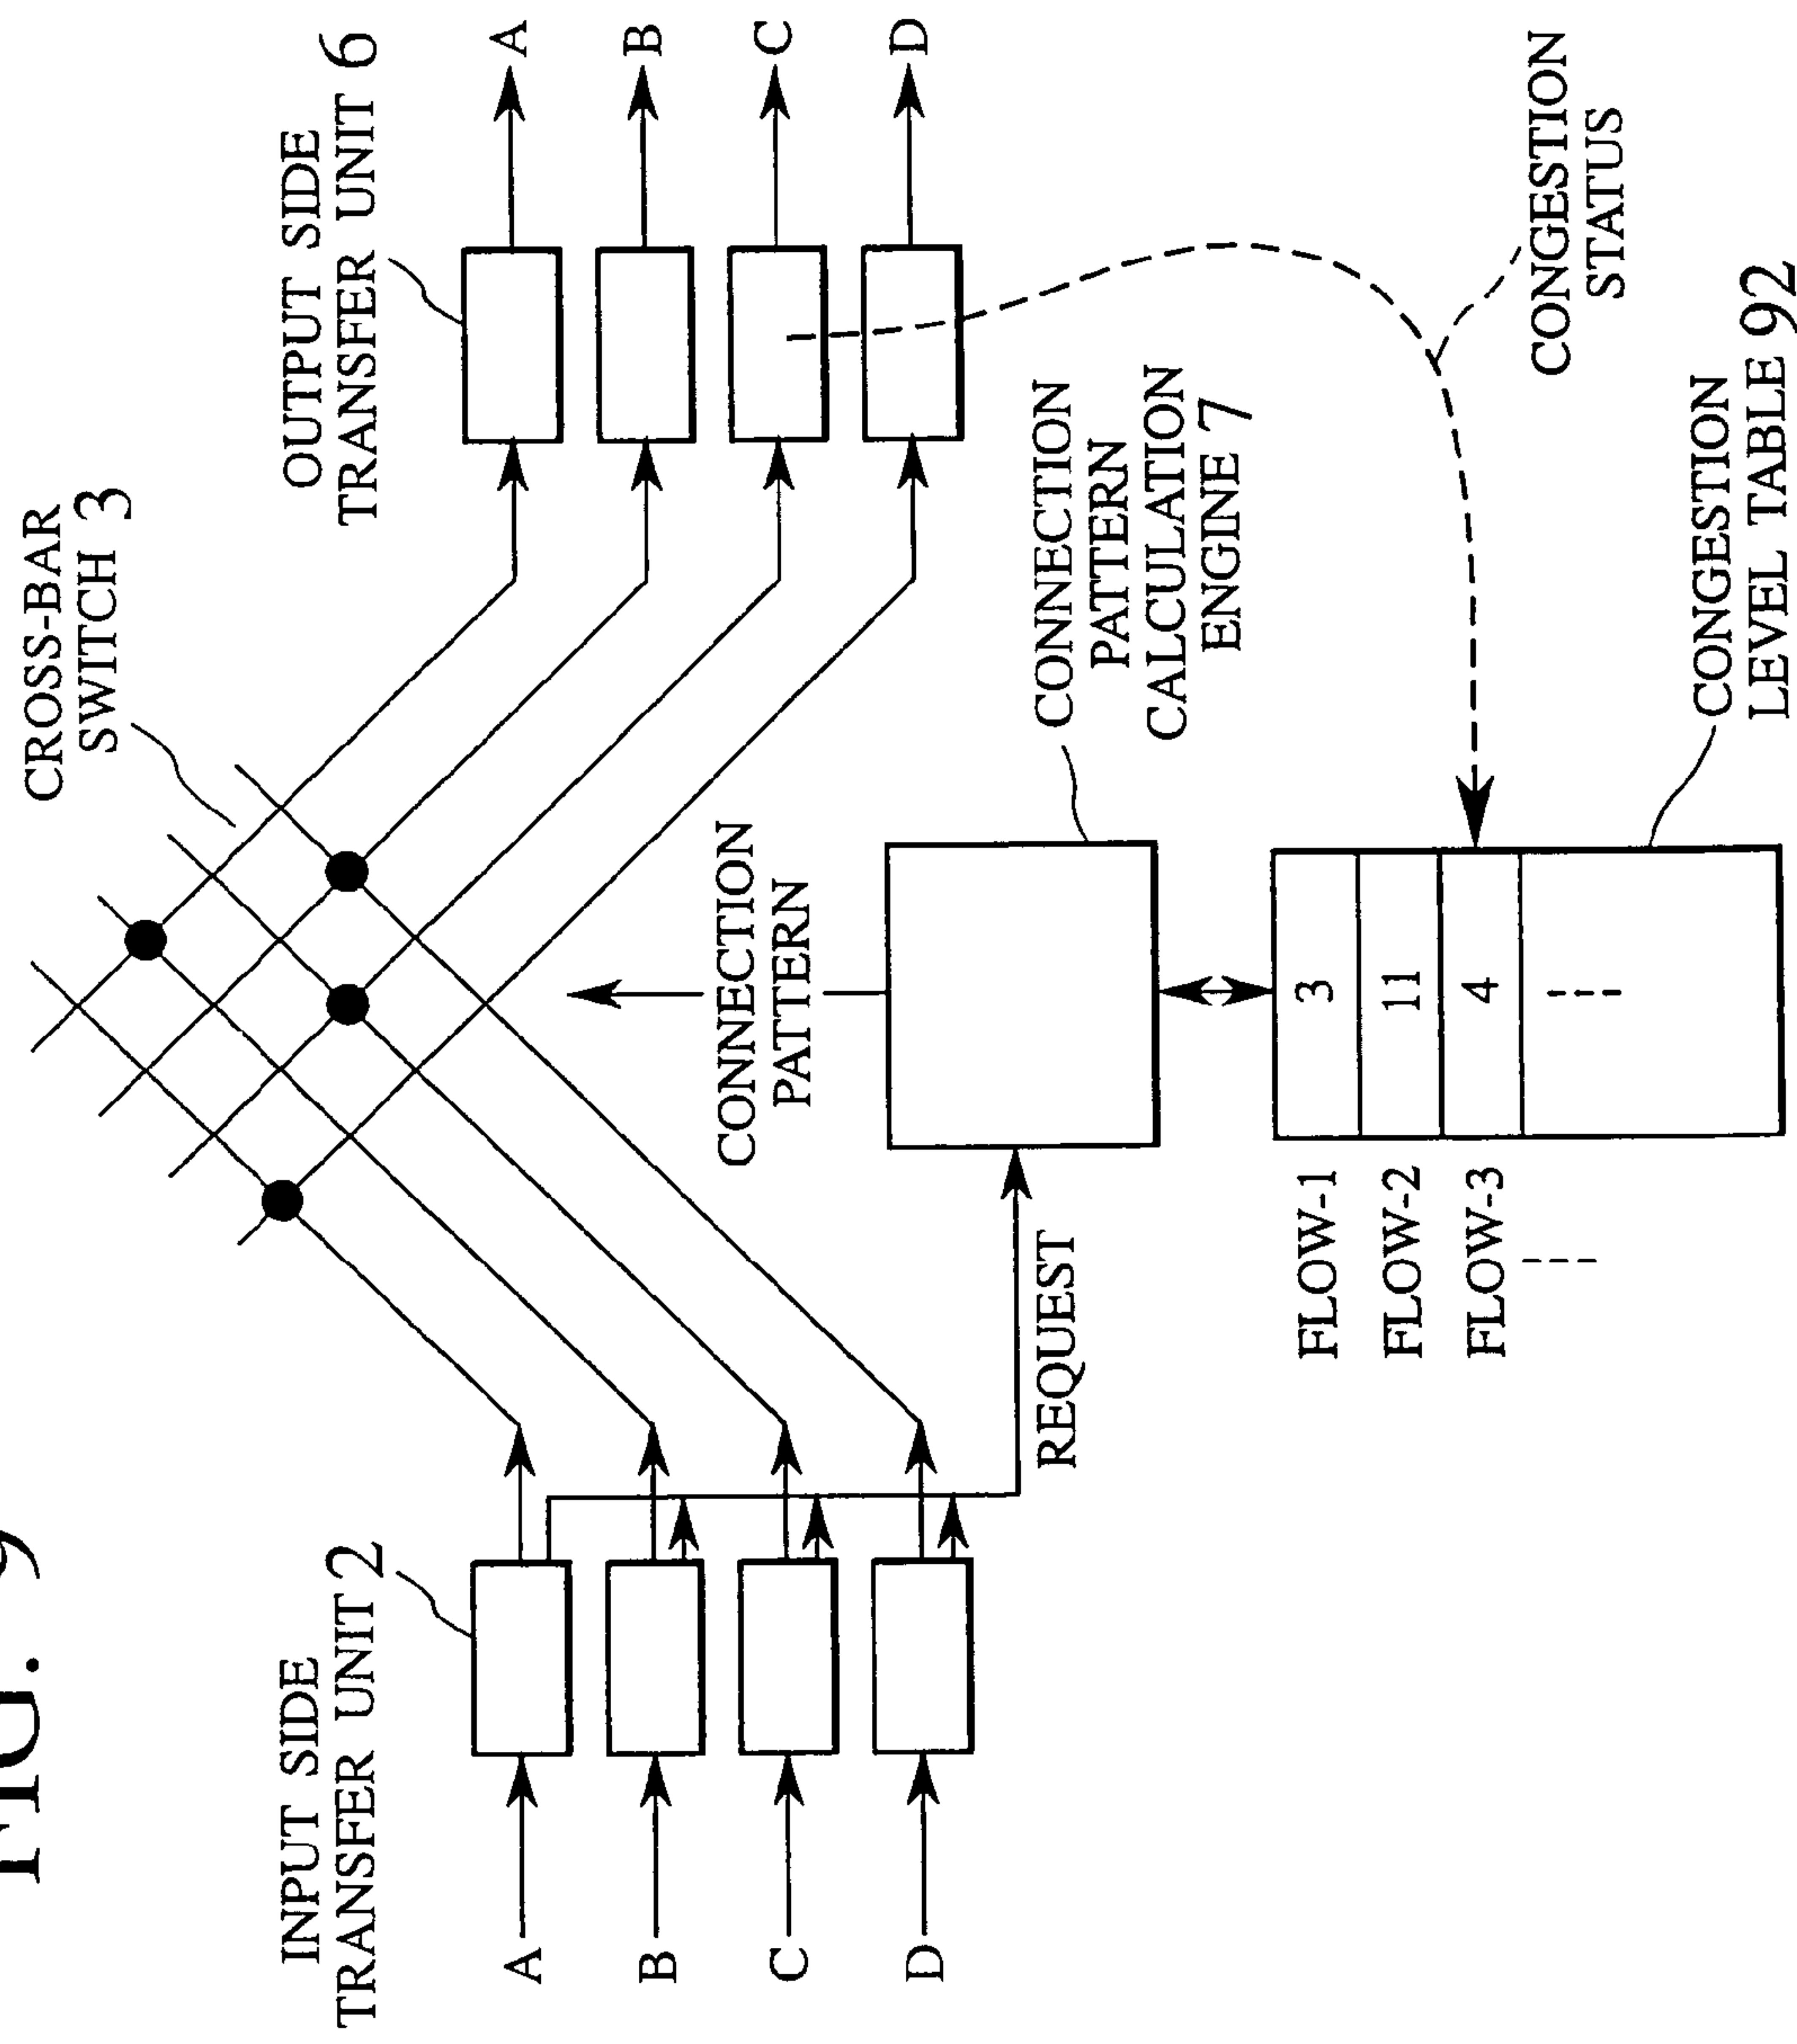 FIG. 9
CROSS-BAR
SWITCH 3
INPUT SIDE
TRANSFER UNIT 2
OUTPUT SIDE
TRANSFER UNIT 6
A
B
C
D
A
B
C
D
CONNECTION
PATTERN
REQUEST
CONNECTION
PATTERN
CALCULATION
ENGINE 7
FLOW-1
3
FLOW-2
11
FLOW-3
4
CONGESTION
STATUS
CONGESTION
LEVEL TABLE 92